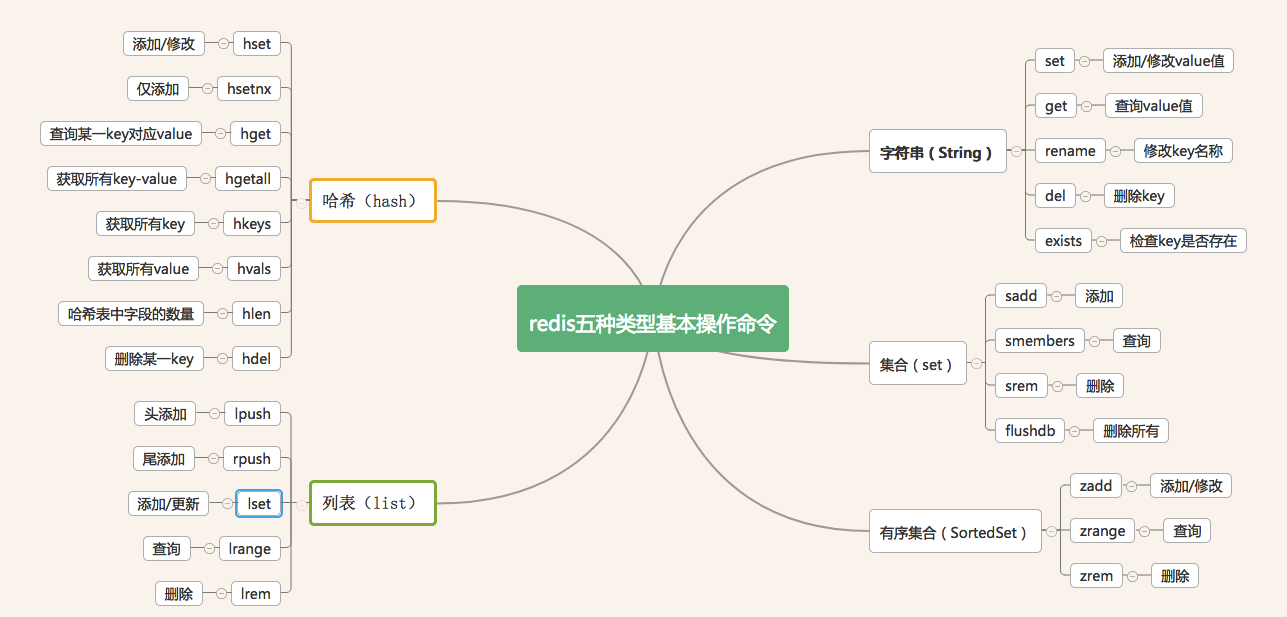 redis五种类型基本操作命令
字符串（String）
set 添加/修改value值
get 查询value值
rename 修改key名称
del 删除key
exists 检查key是否存在
集合（set）
sadd 添加
smembers 查询
srem 删除
flushdb 删除所有
有序集合（SortedSet）
zadd 添加/修改
zrange 查询
zrem 删除
哈希（hash）
添加/修改 hset
仅添加 hsetnx
查询某一key对应value hget
获取所有key-value hgetall
获取所有key hkeys
获取所有value hvals
哈希表中字段的数量 hlen
删除某一key hdel
列表（list）
头添加 lpush
尾添加 rpush
添加/更新 lset
查询 lrange
删除 lrem